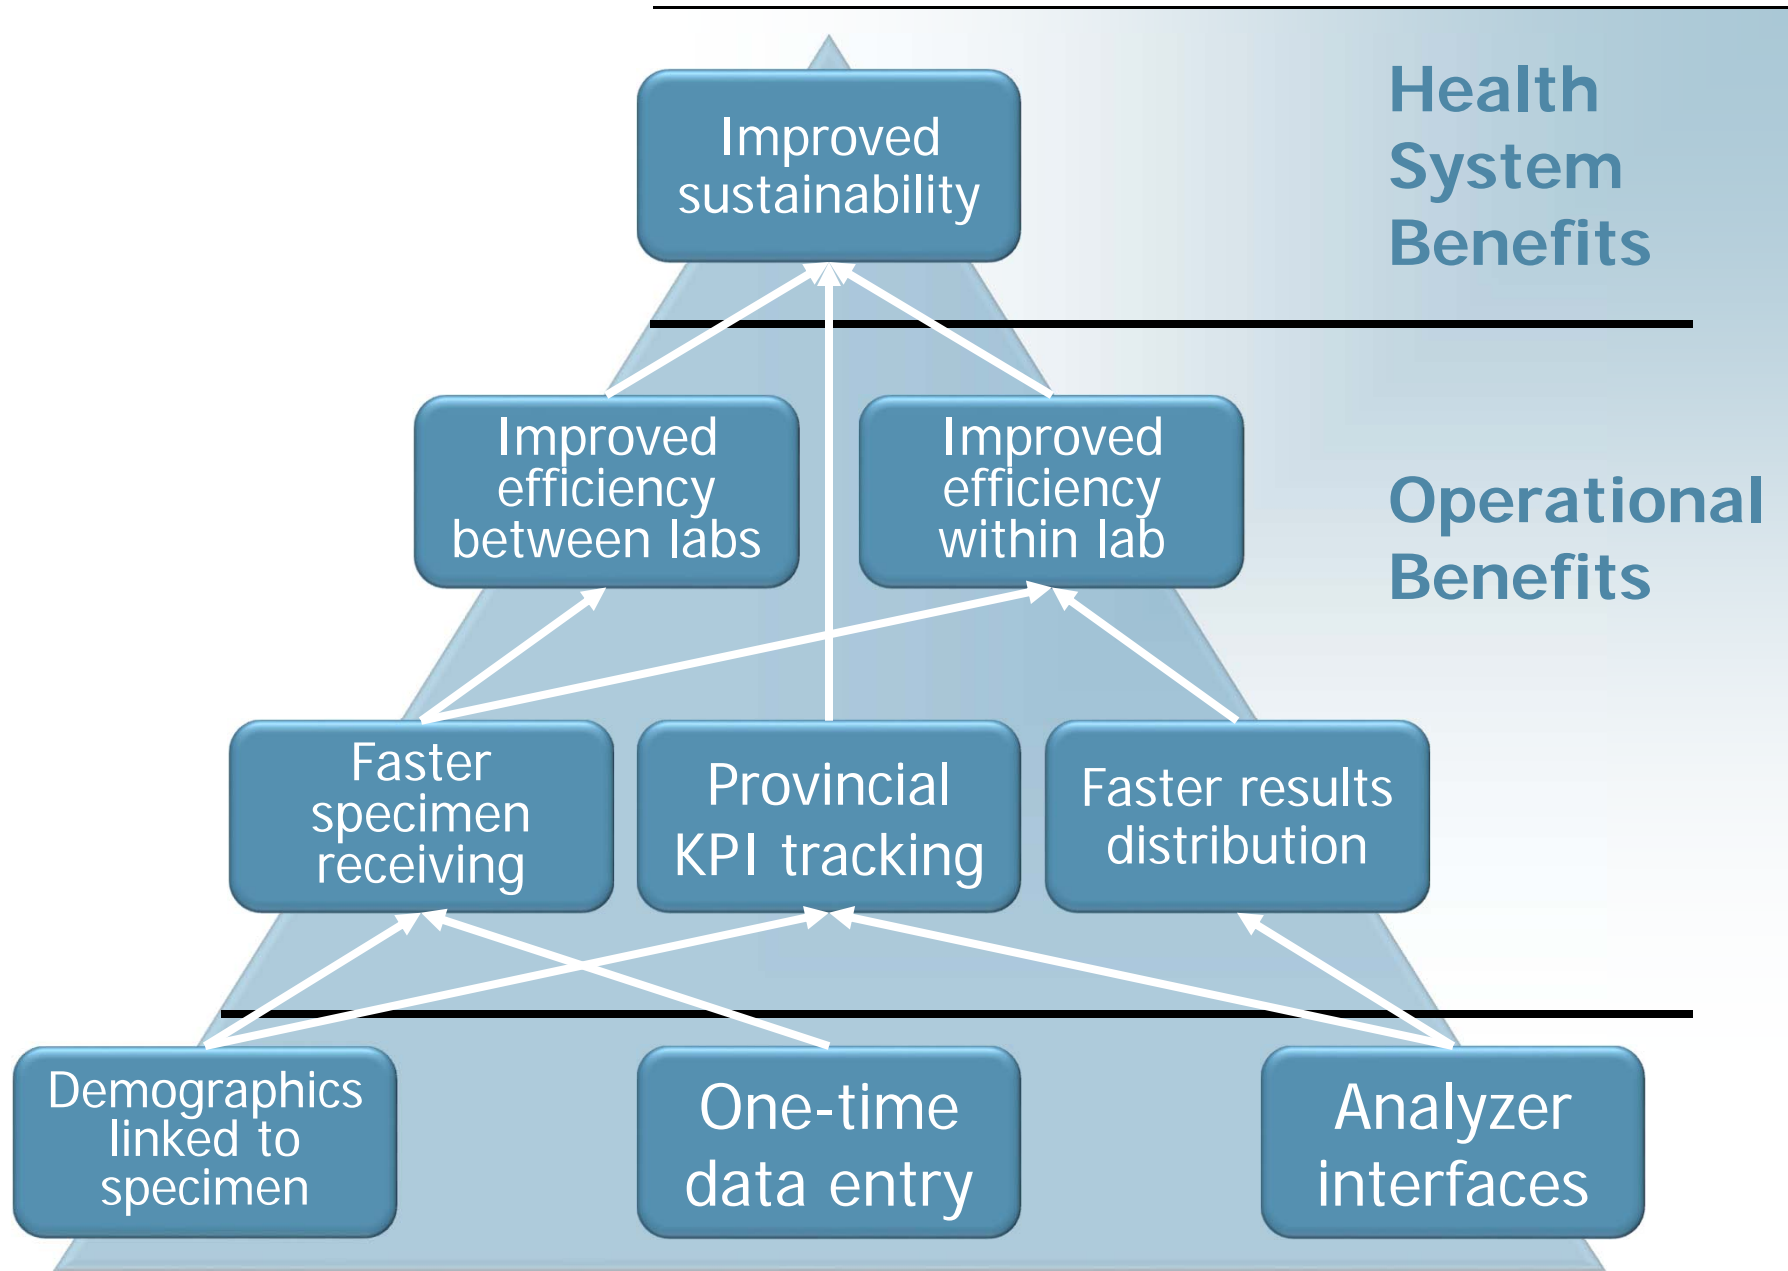 Improved
sustainability
Health
System
Benefits
Improved
efficiency
between labs
Improved
efficiency
within lab
Operational
Benefits
Faster
specimen
receiving
Provincial
KPI tracking
Faster results
distribution
Demographics
linked to
specimen
One-time
data entry
Analyzer
interfaces